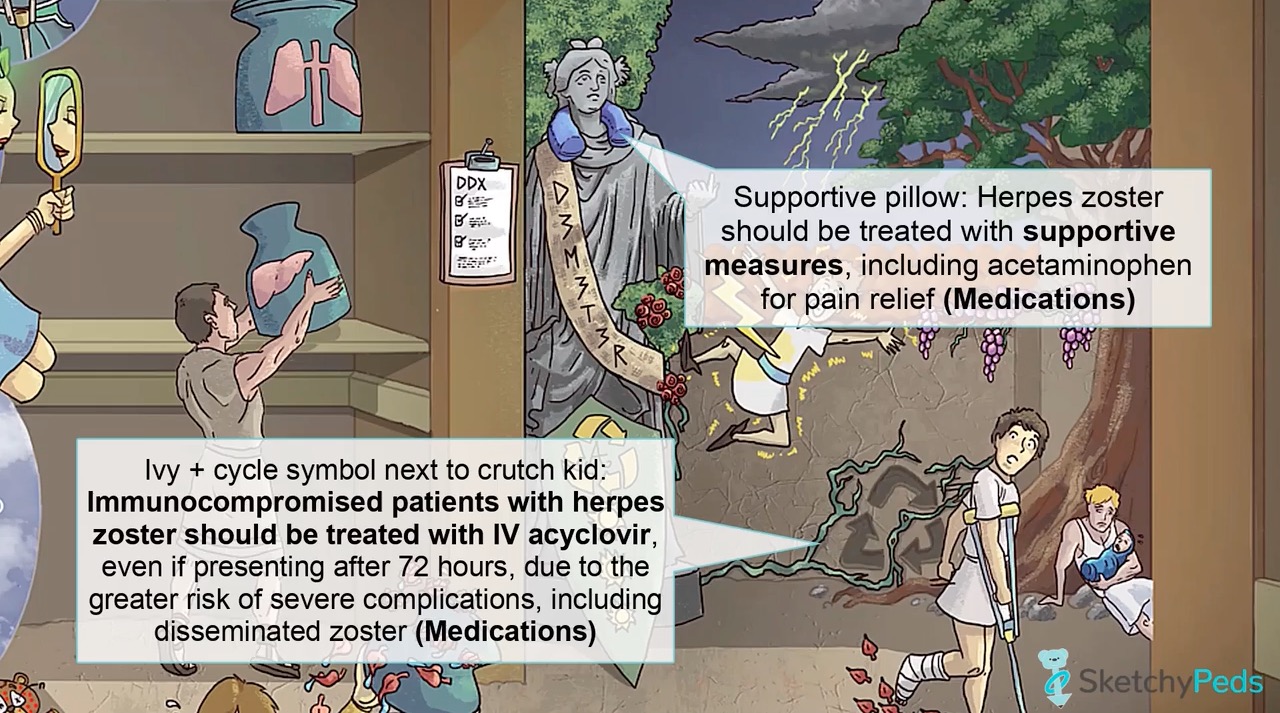 DDX
DƎMƎTƎR
Supportive pillow: Herpes zoster
should be treated with supportive
measures, including acetaminophen
for pain relief (Medications)
Ivy + cycle symbol next to crutch kid:
Immunocompromised patients with herpes
zoster should be treated with IV acyclovir,
even if presenting after 72 hours, due to the
greater risk of severe complications, including
disseminated zoster (Medications)
SketchyPeds